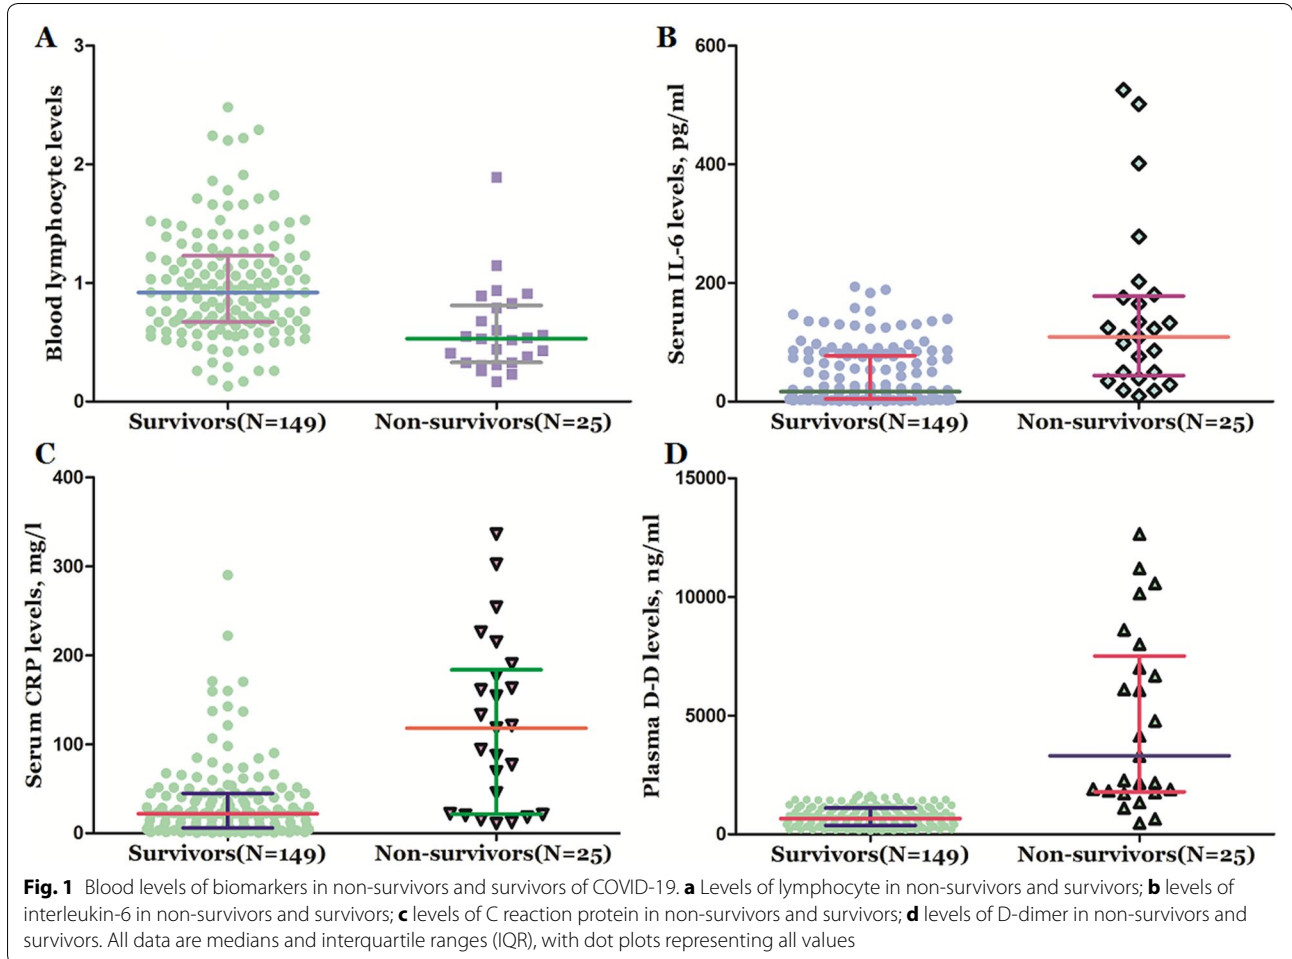 A
B
Blood lymphocyte levels
3
2
1
0
Survivors(N=149)
Non-survivors(N=25)
Serum IL-6 levels, pg/ml
600
400
200
0
Survivors(N=149)
Non-survivors(N=25)
C
D
Serum CRP levels, mg/l
400
300
200
100
0
Survivors(N=149)
Non-survivors(N=25)
Plasma D-D levels, ng/ml
15000
10000
5000
0
Survivors(N=149)
Non-survivors(N=25)
Fig. 1 Blood levels of biomarkers in non-survivors and survivors of COVID-19. a Levels of lymphocyte in non-survivors and survivors; b levels of
interleukin-6 in non-survivors and survivors; c levels of C reaction protein in non-survivors and survivors; d levels of D-dimer in non-survivors and
survivors. All data are medians and interquartile ranges (IQR), with dot plots representing all values